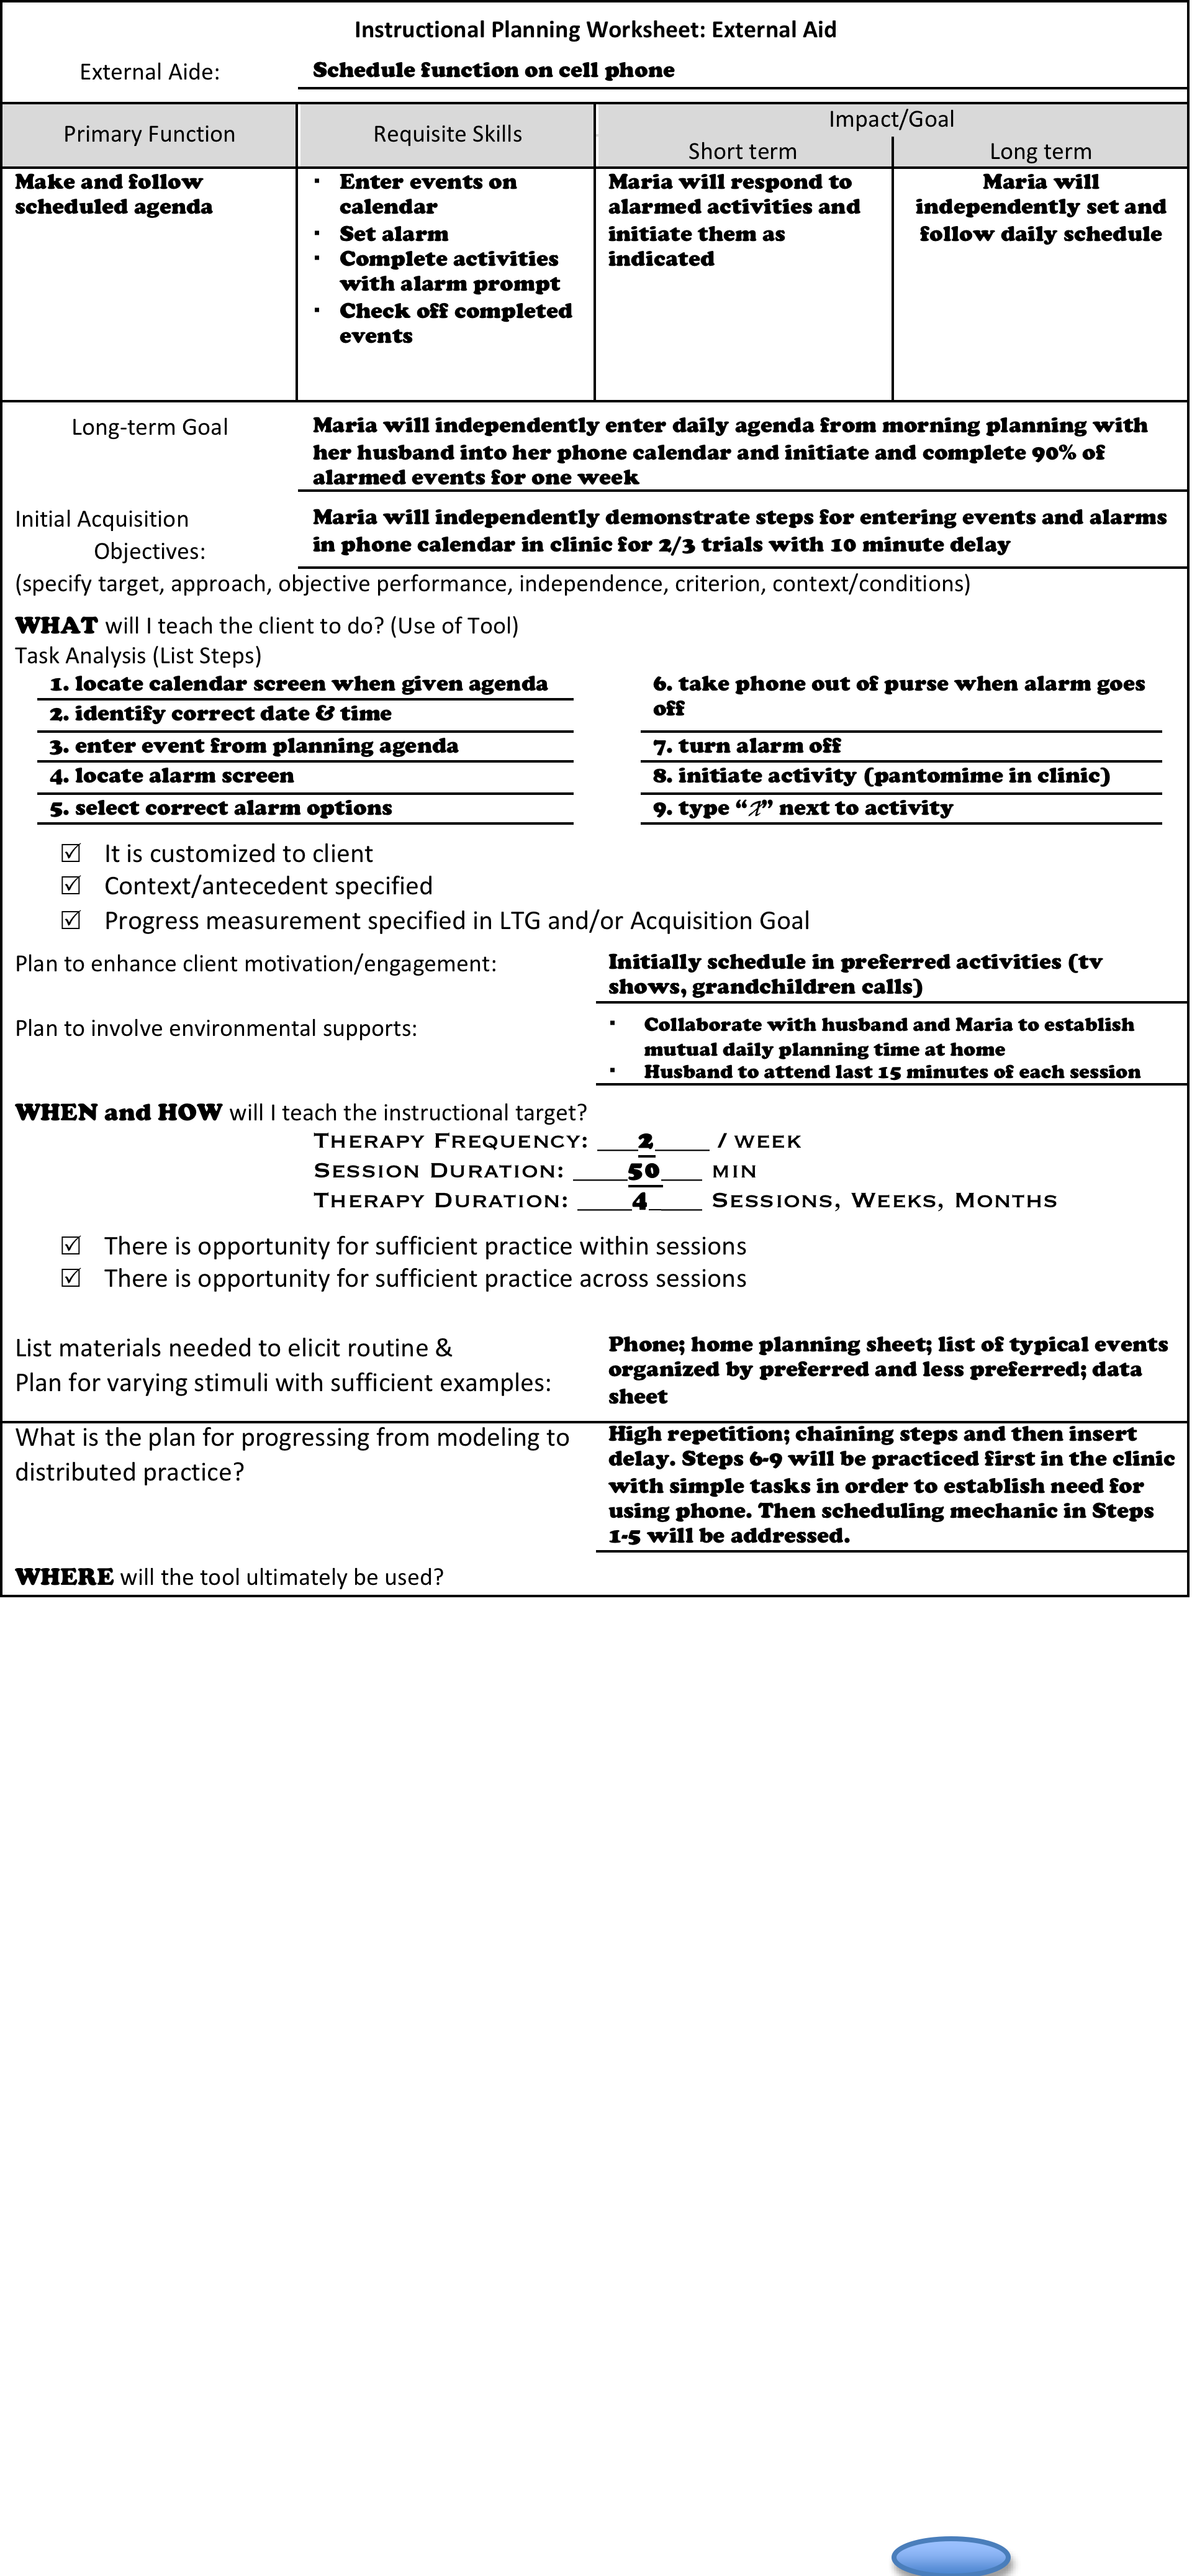 Instructional Planning Worksheet: External Aid
External Aide: Schedule function on cell phone
Primary Function
Requisite Skills
Impact/Goal
Short term
Long term
Make and follow
scheduled agenda
▪ Enter events on
calendar
▪ Set alarm
▪ Complete activities
with alarm prompt
▪ Check off completed
events
Maria will respond to
alarmed activities and
initiate them as
indicated
Maria will
independently set and
follow daily schedule
Long-term Goal
Maria will independently enter daily agenda from morning planning with
her husband into her phone calendar and initiate and complete 90% of
alarmed events for one week
Initial Acquisition
Objectives:
Maria will independently demonstrate steps for entering events and alarms
in phone calendar in clinic for 2/3 trials with 10 minute delay
(specify target, approach, objective performance, independence, criterion, context/conditions)
WHAT will I teach the client to do? (Use of Tool)
Task Analysis (List Steps)
1. locate calendar screen when given agenda
2. identify correct date & time
3. enter event from planning agenda
4. locate alarm screen
5. select correct alarm options
6. take phone out of purse when alarm goes
off
7. turn alarm off
8. initiate activity (pantomime in clinic)
9. type “” next to activity
☑ It is customized to client
☑ Context/antecedent specified
☑ Progress measurement specified in LTG and/or Acquisition Goal
Plan to enhance client motivation/engagement:
Initially schedule in preferred activities (tv
shows, grandchildren calls)
Plan to involve environmental supports:
▪ Collaborate with husband and Maria to establish
mutual daily planning time at home
▪ Husband to attend last 15 minutes of each session
WHEN and HOW will I teach the instructional target?
THERAPY FREQUENCY: ___2____ / WEEK
SESSION DURATION: ____50___ MIN
THERAPY DURATION: ____4____ SESSIONS, WEEKS, MONTHS
☑ There is opportunity for sufficient practice within sessions
☑ There is opportunity for sufficient practice across sessions
List materials needed to elicit routine &
Plan for varying stimuli with sufficient examples:
Phone; home planning sheet; list of typical events
organized by preferred and less preferred; data
sheet
What is the plan for progressing from modeling to
distributed practice?
High repetition; chaining steps and then insert
delay. Steps 6-9 will be practiced first in the clinic
with simple tasks in order to establish need for
using phone. Then scheduling mechanic in Steps
1-5 will be addressed.
WHERE will the tool ultimately be used?